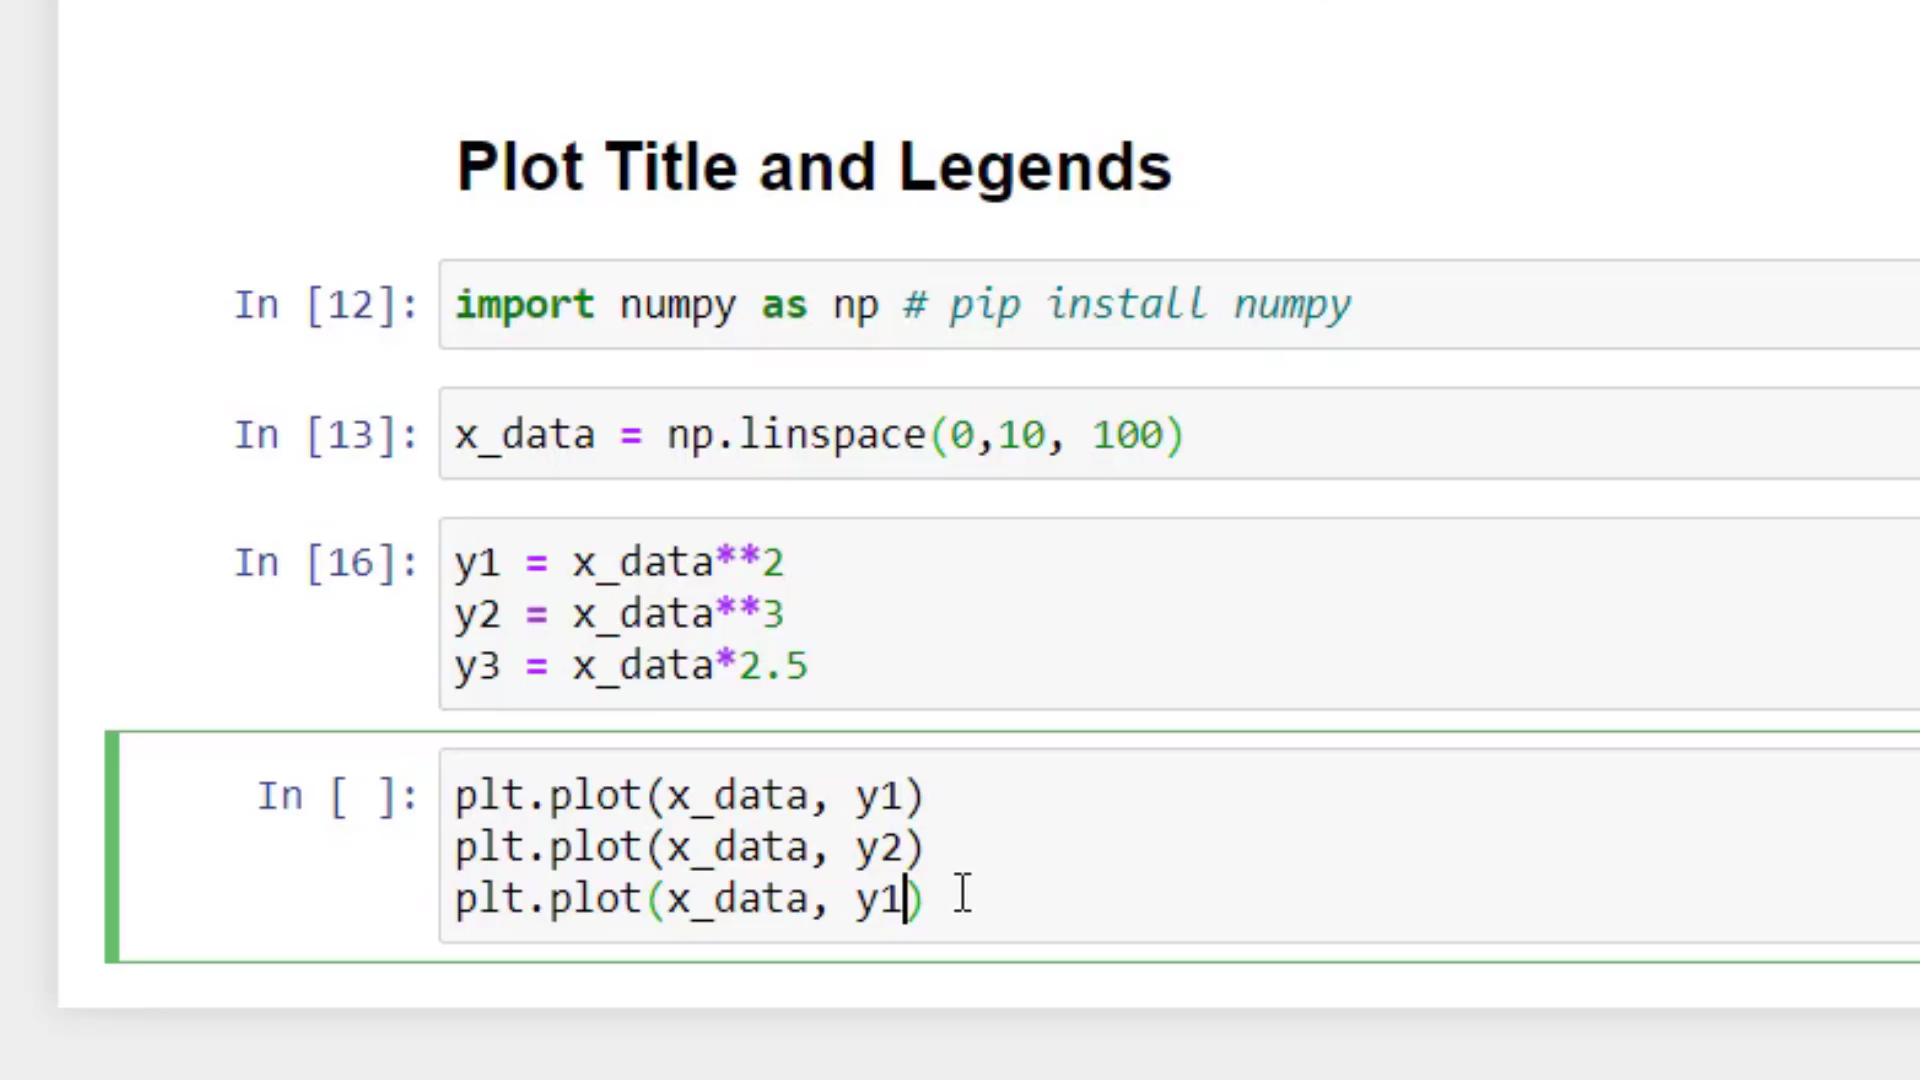 Plot Title and Legends
In [12]: import numpy as np # pip install numpy
In [13]: x_data = np.linspace(0,10, 100)
In [16]: y1 = x_data**2
y2 = x_data**3
y3 = x_data*2.5
In [ ]: plt.plot(x_data, y1)
plt.plot(x_data, y2)
plt.plot(x_data, y1)